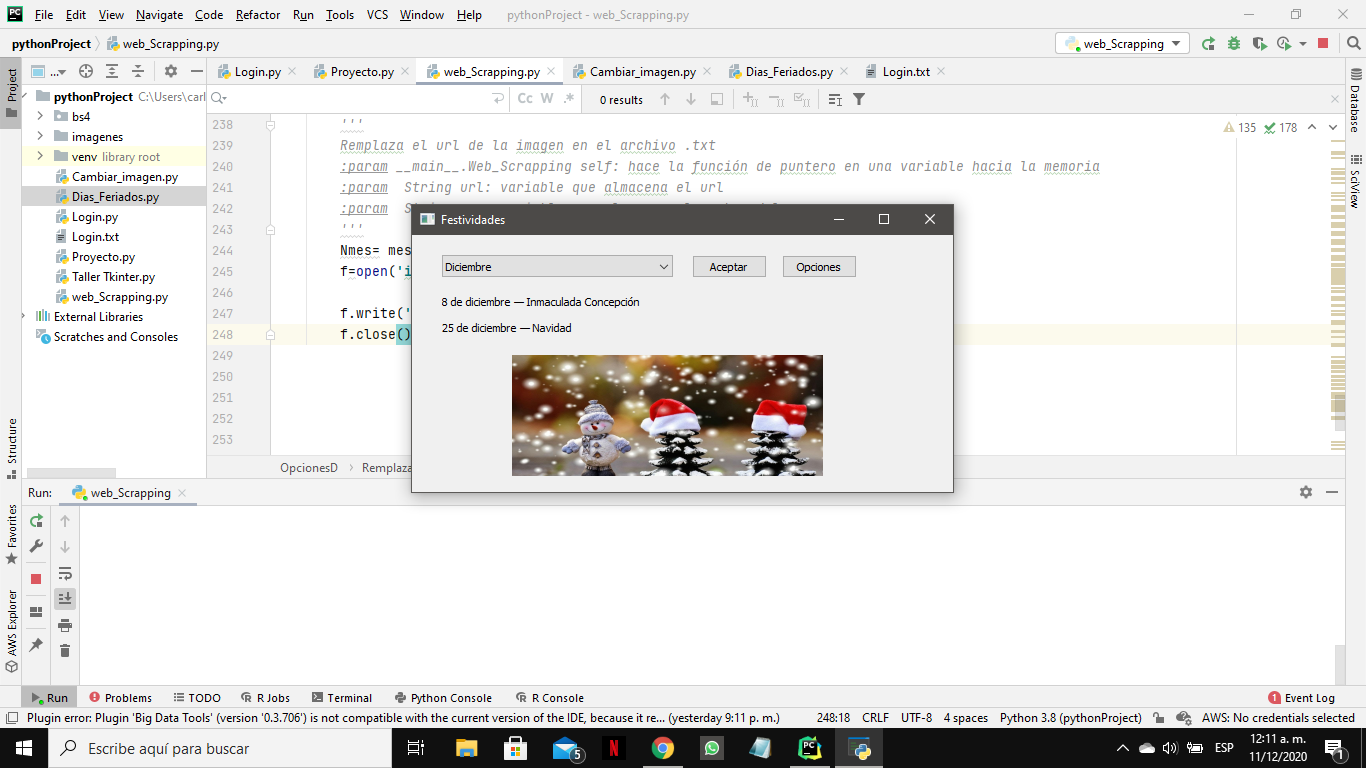 File Edit View Navigate Code Refactor Run Tools VCS Window Help pythonProject - web_Scrapping.py
pythonProject web_Scrapping.py web_Scrapping
Project ... Login.py Proyecto.py web_Scrapping.py Cambiar_imagen.py Dias_Feriados.py Login.txt
pythonProject C:\Users\carl
Cc W .* 0 results
bs4
imagenes
venv library root
Cambiar_imagen.py
Dias_Feriados.py
Login.py
Login.txt
Proyecto.py
Taller Tkinter.py
web_Scrapping.py
External Libraries
Scratches and Consoles
135 178
238 '''
239 Remplaza el url de la imagen en el archivo .txt
240 :param __main__.Web_Scrapping self: hace la función de puntero en una variable hacia la memoria
241 :param String url: variable que almacena el url
242 :param
243 '''
244 Nmes= mes
245 f=open('i
246
247 f.write('
248 f.close()
249
250
251
252
253
OpcionesD Remplaza
Festividades
Diciembre Aceptar Opciones
8 de diciembre — Inmaculada Concepción
25 de diciembre — Navidad
Database
SciView
Structure
Favorites
AWS Explorer
Run: web_Scrapping
Run Problems TODO R Jobs Terminal Python Console R Console 1 Event Log
Plugin error: Plugin 'Big Data Tools' (version '0.3.706') is not compatible with the current version of the IDE, because it re... (yesterday 9:11 p. m.) 248:18 CRLF UTF-8 4 spaces Python 3.8 (pythonProject) AWS: No credentials selected
Escribe aquí para buscar 5 N PC ESP 12:11 a. m.
11/12/2020 1